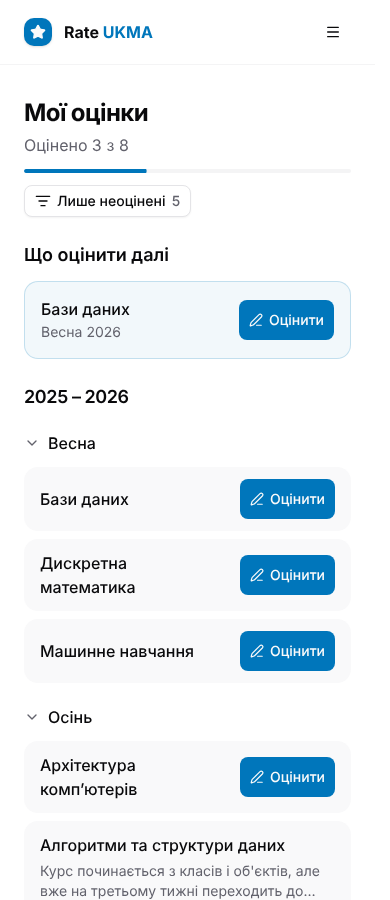 Rate UKMA
Мої оцінки
Оцінено 3 з 8
Лише неоцінені 5
Що оцінити далі
Бази даних
Весна 2026
Оцінити
2025 – 2026
Весна
Бази даних
Оцінити
Дискретна
математика
Оцінити
Машинне навчання
Оцінити
Осінь
Архітектура
комп’ютерів
Оцінити
Алгоритми та структури даних
Курс починається з класів і об'єктів, але
вже на третьому тижні переходить до...